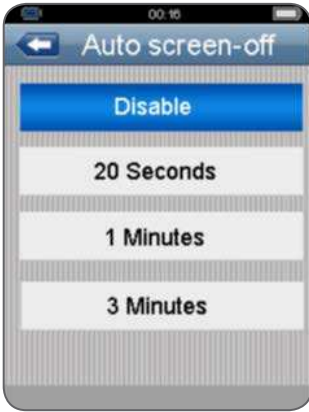 00:16
Auto screen-off
Disable
20 Seconds
1 Minutes
3 Minutes